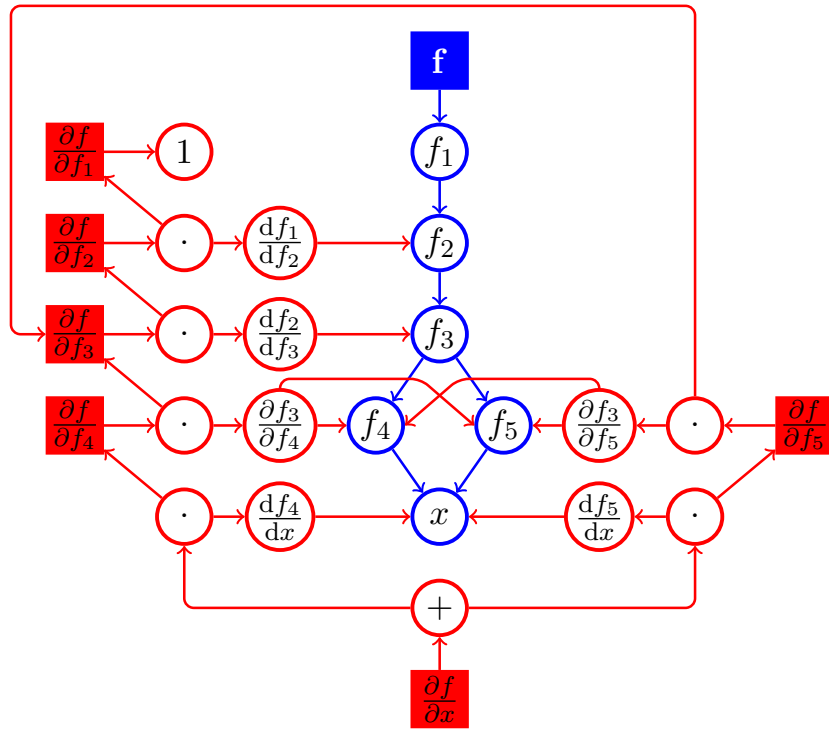 f
∂f/∂f₁ 1 f₁
∂f/∂f₂ · df₁/df₂ f₂
∂f/∂f₃ · df₂/df₃ f₃
∂f/∂f₄ · ∂f₃/∂f₄ f₄ f₅ ∂f₃/∂f₅ · ∂f/∂f₅
· df₄/dx x df₅/dx ·
+
∂f/∂x